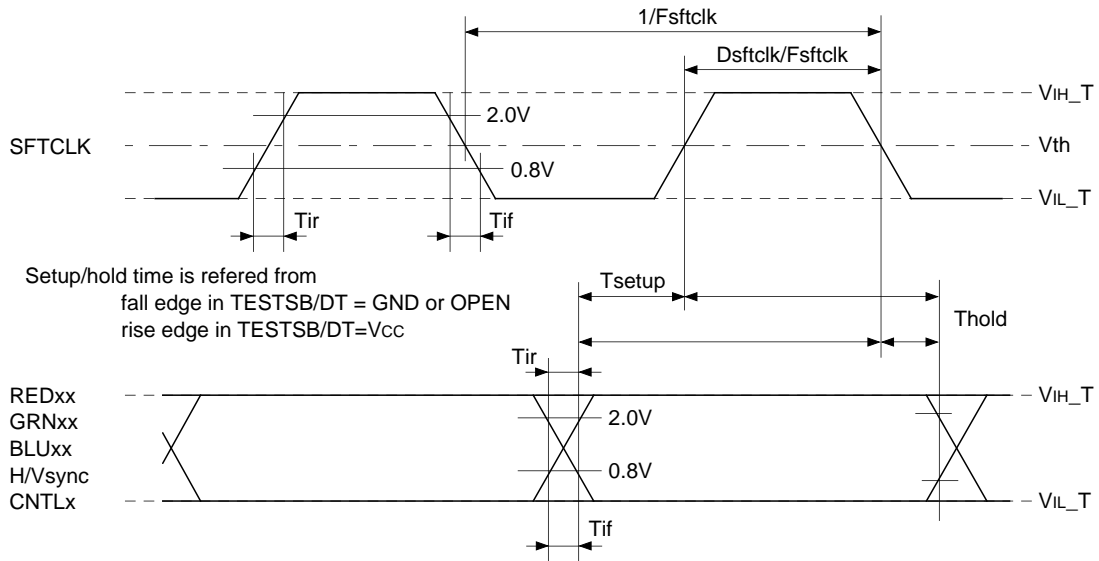 1/Fsftclk
Dsftclk/Fsftclk
VIH_T
2.0V
SFTCLK
Vth
0.8V
VIL_T
Tir
Tif
Setup/hold time is refered from
fall edge in TESTSB/DT = GND or OPEN
rise edge in TESTSB/DT=VCC
Tsetup
Thold
Tir
REDxx
GRNxx
BLUxx
H/Vsync
CNTLx
VIH_T
2.0V
0.8V
VIL_T
Tif